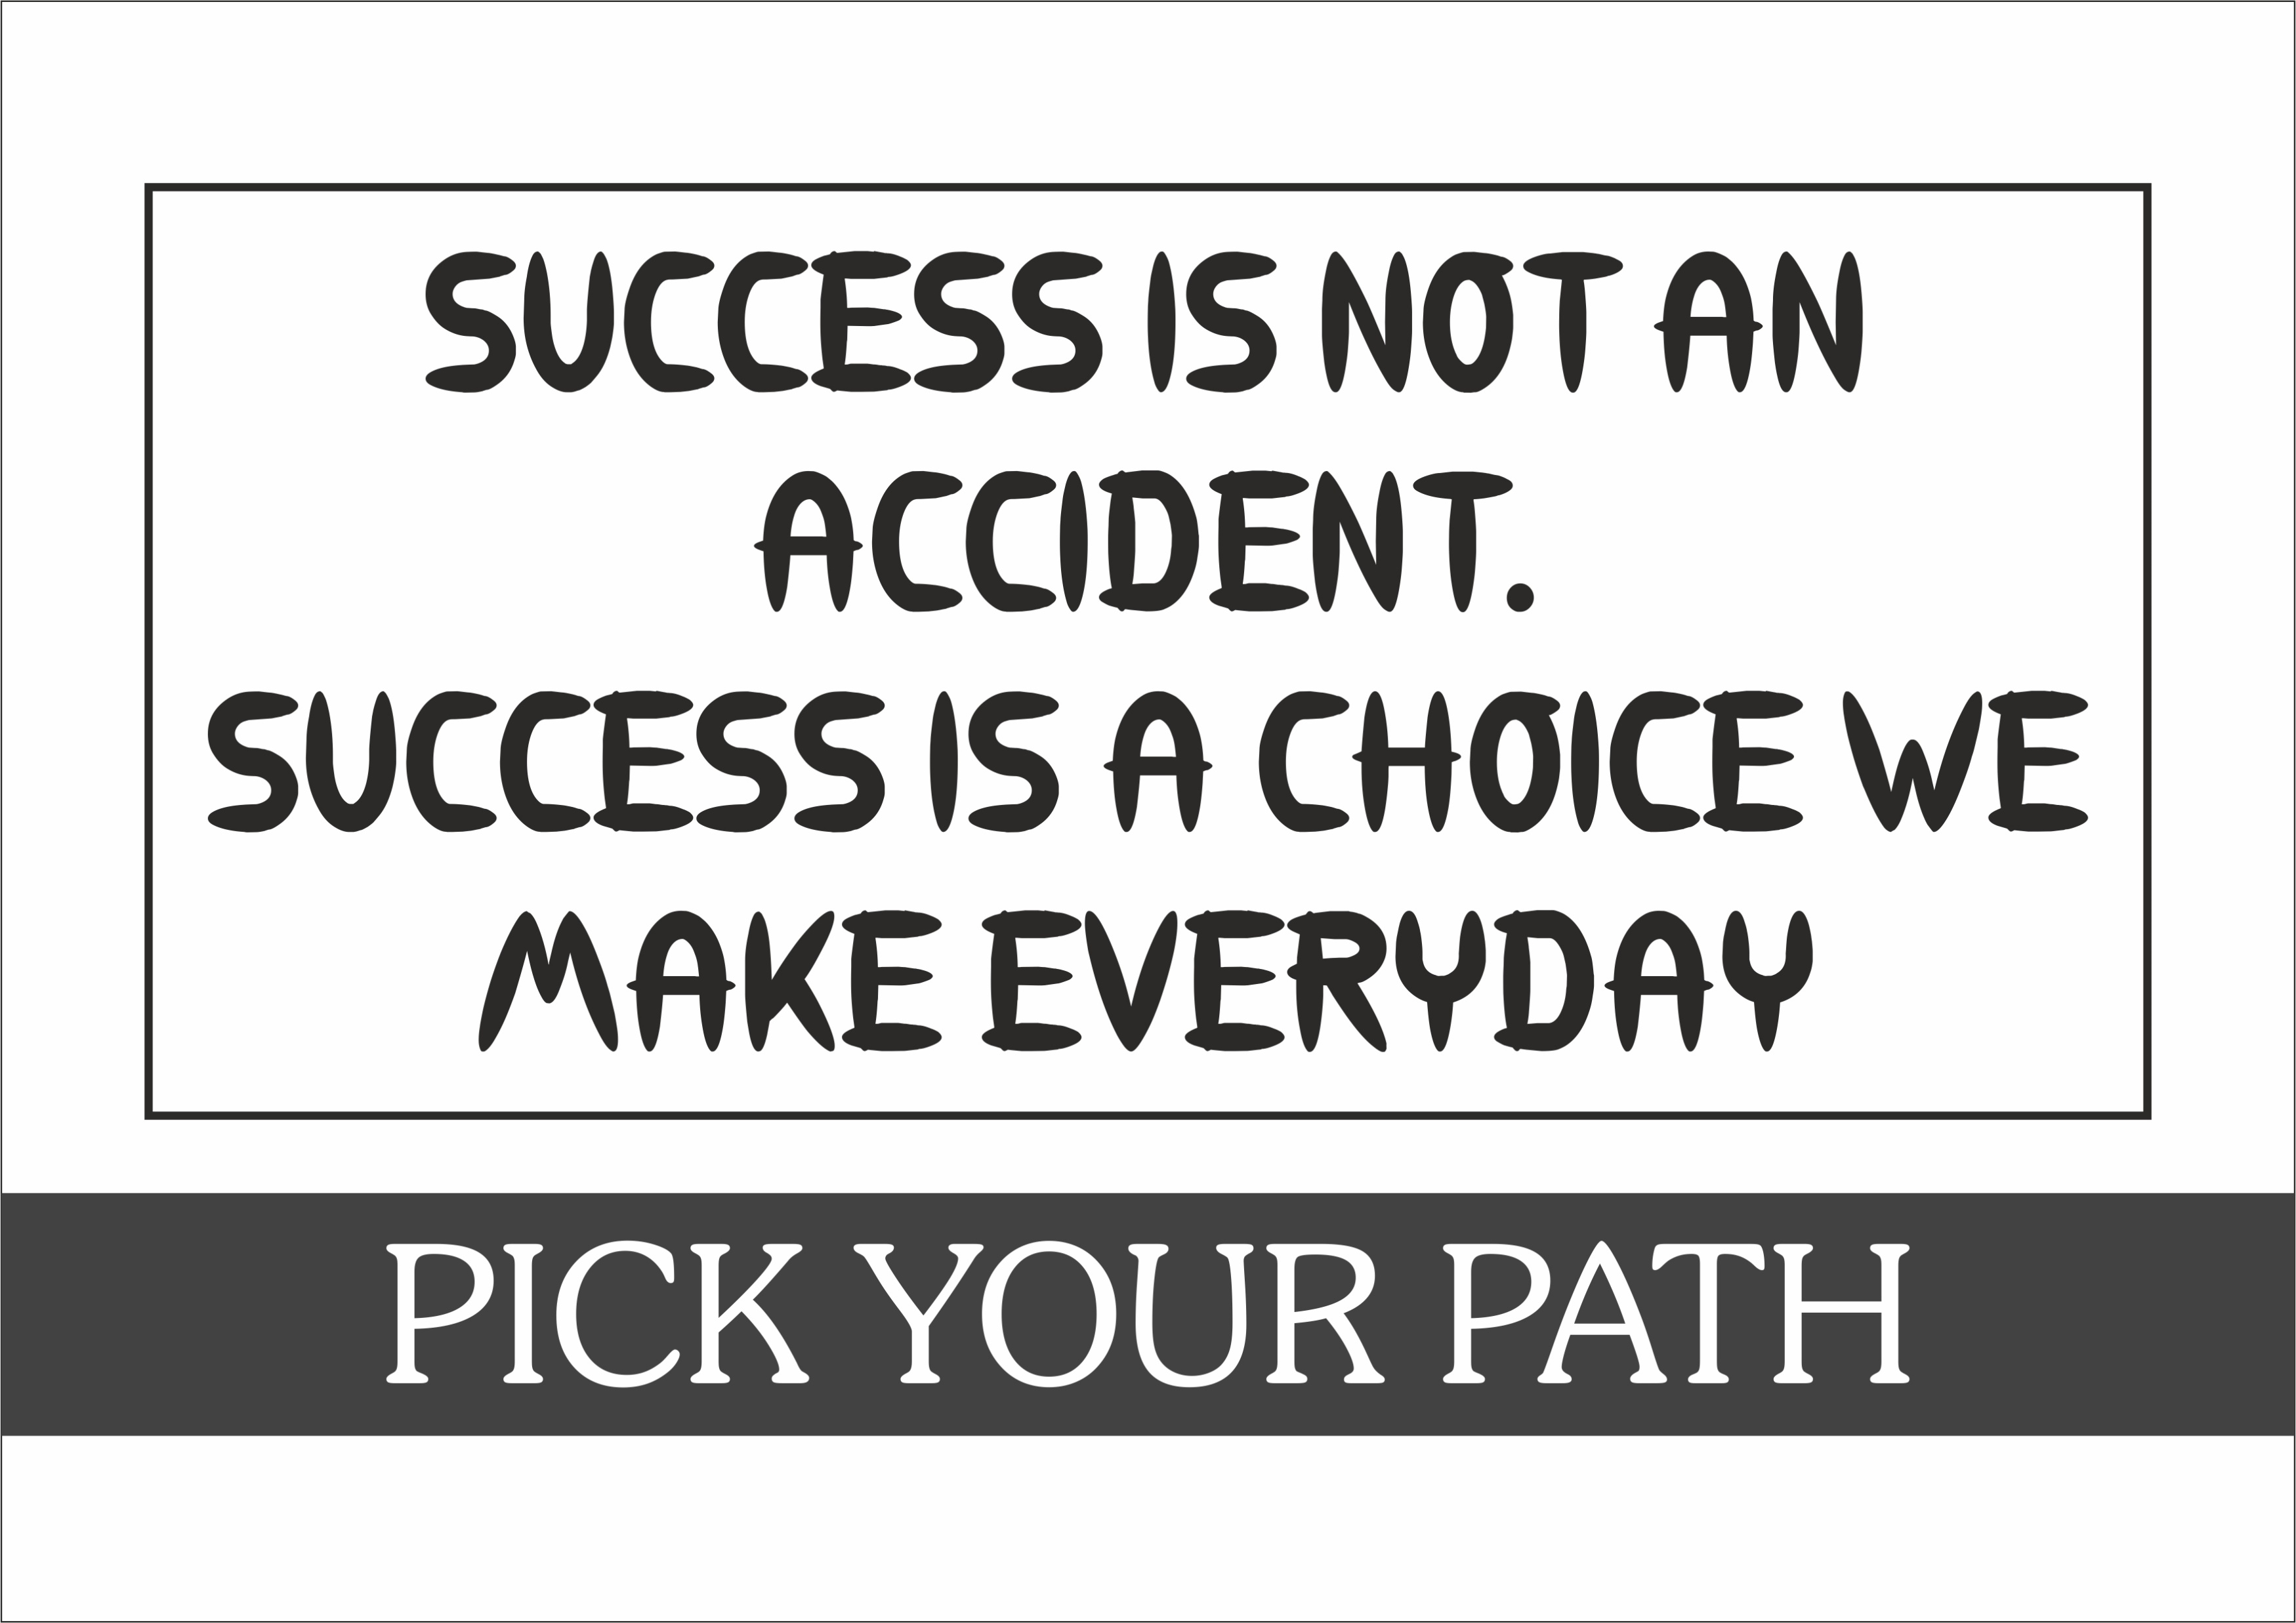 SUCCESS IS NOT AN
ACCIDENT.
SUCCESS IS A CHOICE WE
MAKE EVERYDAY
PICK YOUR PATH